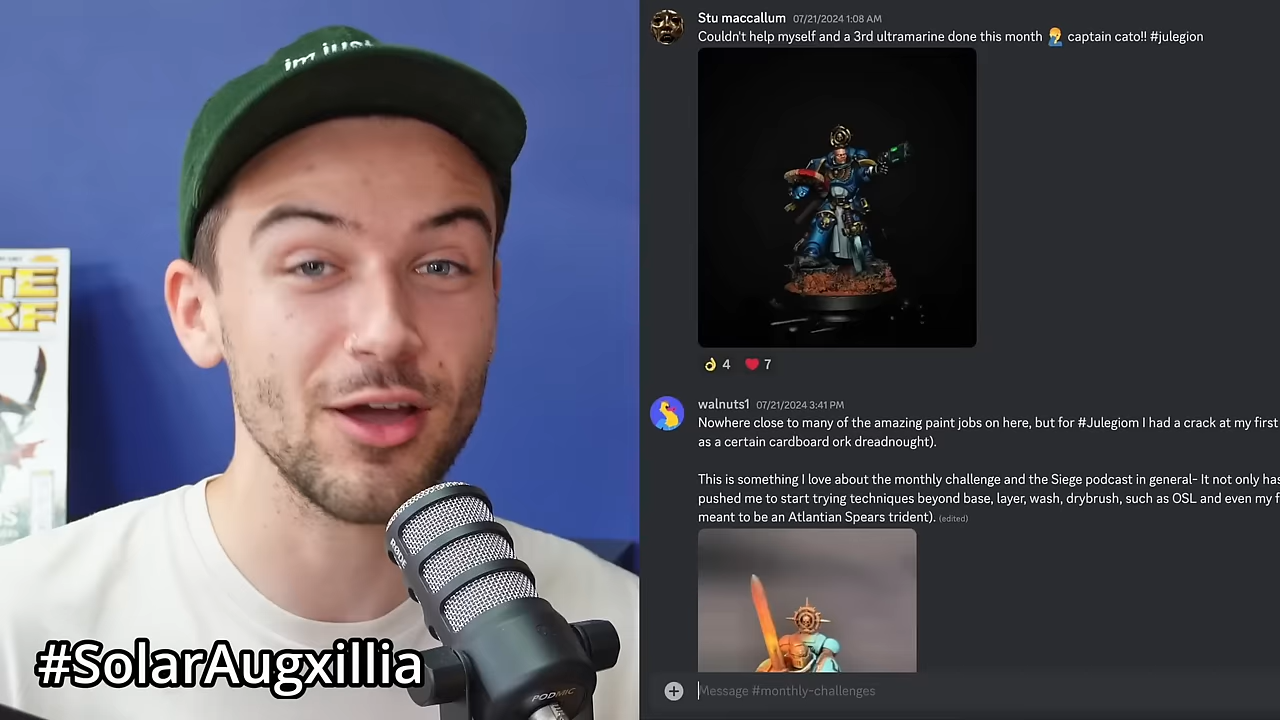 im just
TE
RF
#SolarAugxillia
PODMIC
Stu maccallum 07/21/2024 1:08 AM
Couldn't help myself and a 3rd ultramarine done this month 🤦‍♂️ captain cato!! #julegion
4 7
walnuts1 07/21/2024 3:41 PM
Nowhere close to many of the amazing paint jobs on here, but for #Julegiom I had a crack at my first
as a certain cardboard ork dreadnought).
This is something I love about the monthly challenge and the Siege podcast in general- It not only has
pushed me to start trying techniques beyond base, layer, wash, drybrush, such as OSL and even my f
meant to be an Atlantian Spears trident). (edited)
Message #monthly-challenges